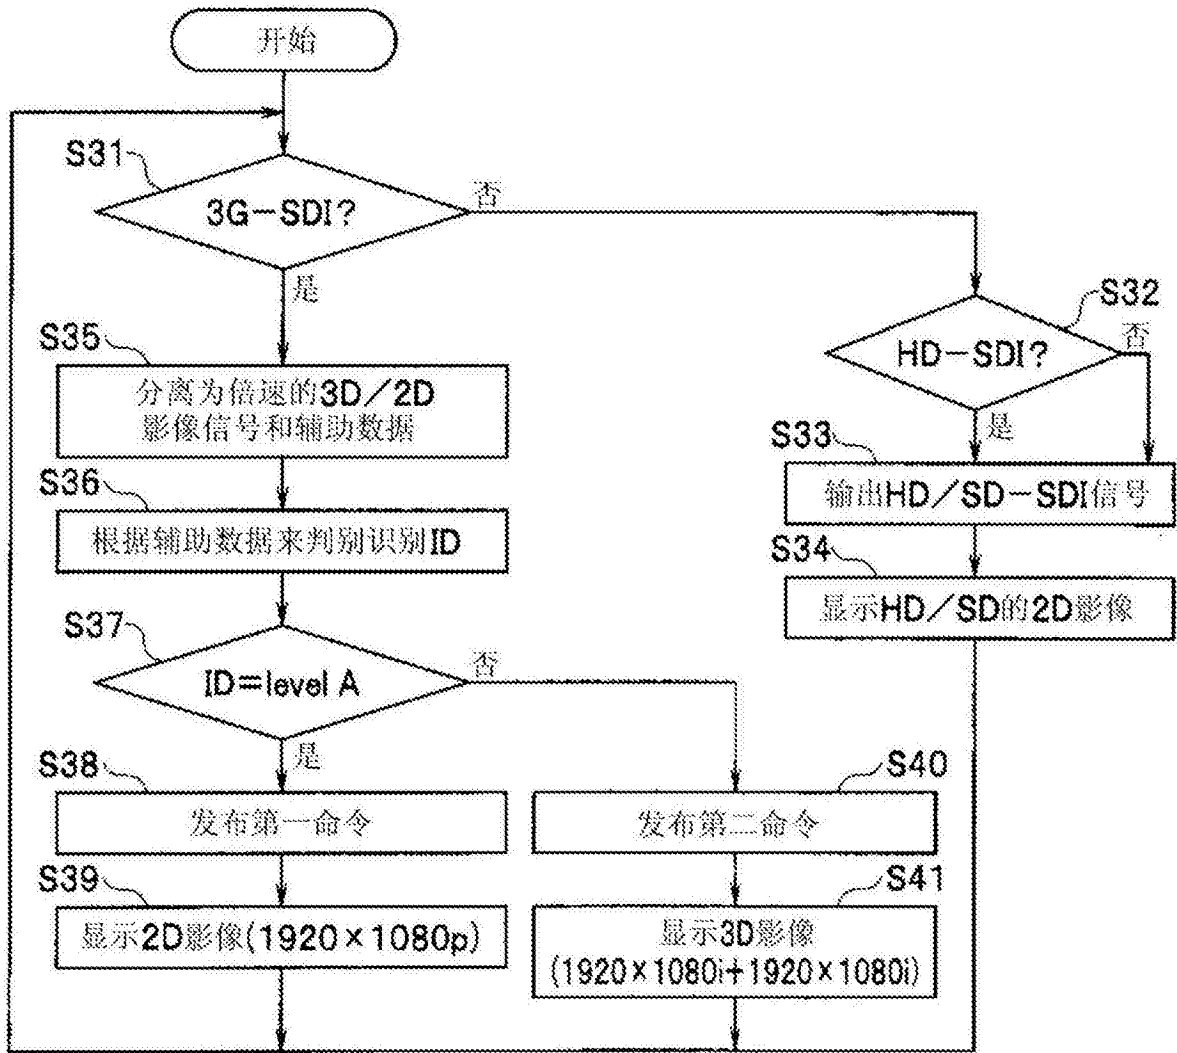 开始
S31
3G-SDI?
否
是
S32
HD-SDI?
否
是
S35
分离为倍速的3D/2D
影像信号和辅助数据
S33
输出HD/SD-SDI信号
S36
根据辅助数据来判别识别ID
S34
显示HD/SD的2D影像
S37
ID=level A
否
是
S38
发布第一命令
S40
发布第二命令
S39
显示2D影像(1920×1080p)
S41
显示3D影像
(1920×1080i+1920×1080i)